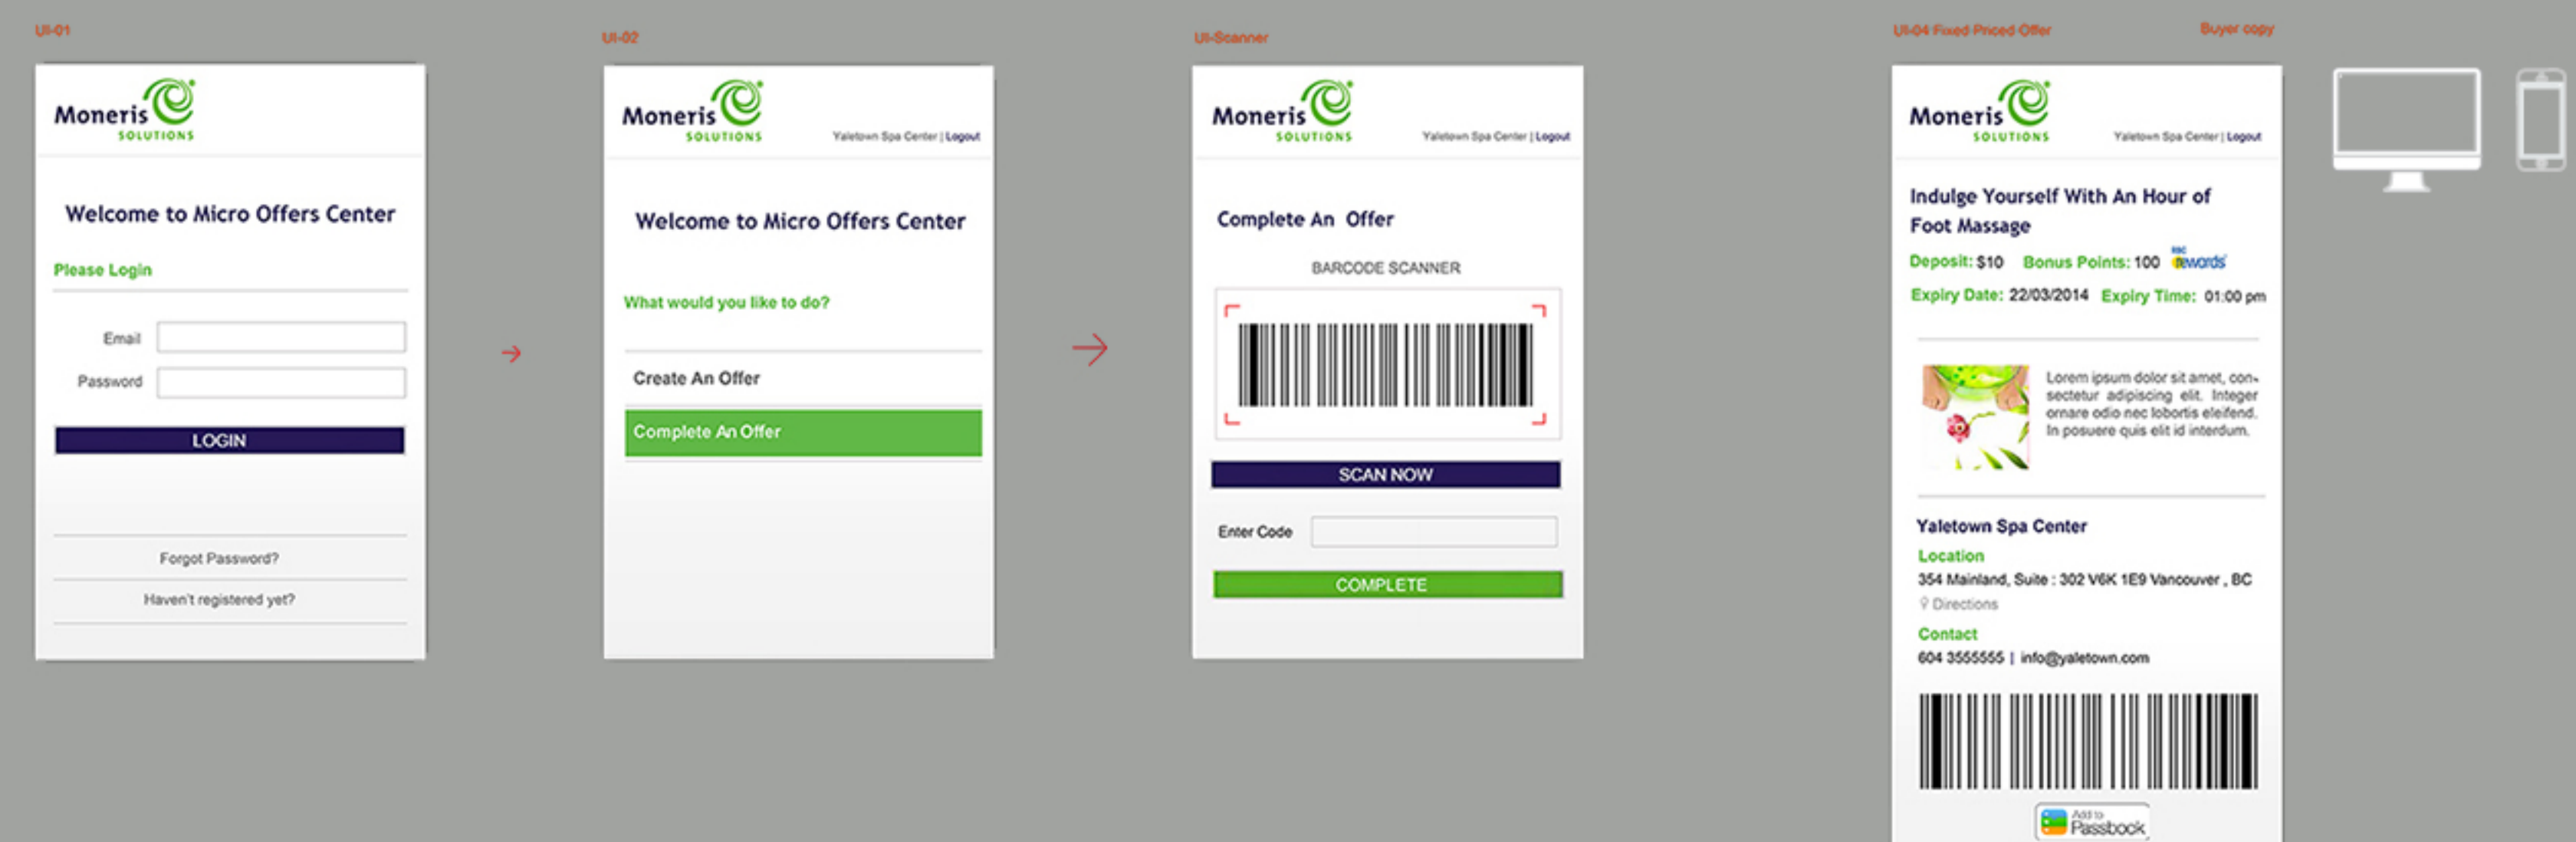 UI-01
Moneris
SOLUTIONS
Welcome to Micro Offers Center
Please Login
Email
Password
LOGIN
Forgot Password?
Haven't registered yet?
UI-02
Moneris
SOLUTIONS
Yaletown Spa Center | Logout
Welcome to Micro Offers Center
What would you like to do?
Create An Offer
Complete An Offer
UI-Scanner
Moneris
SOLUTIONS
Yaletown Spa Center | Logout
Complete An Offer
BARCODE SCANNER
SCAN NOW
Enter Code
COMPLETE
UI-04 Fixed Priced Offer
Buyer copy
Moneris
SOLUTIONS
Yaletown Spa Center | Logout
Indulge Yourself With An Hour of
Foot Massage
Deposit: $10 Bonus Points: 100 RBC rewards
Expiry Date: 22/03/2014 Expiry Time: 01:00 pm
Lorem ipsum dolor sit amet, con-
sectetur adipiscing elit. Integer
ornare odio nec lobortis eleifend.
In posuere quis elit id interdum.
Yaletown Spa Center
Location
354 Mainland, Suite : 302 V6K 1E9 Vancouver , BC
Directions
Contact
604 3555555 | info@yaletown.com
Add to
Passbook